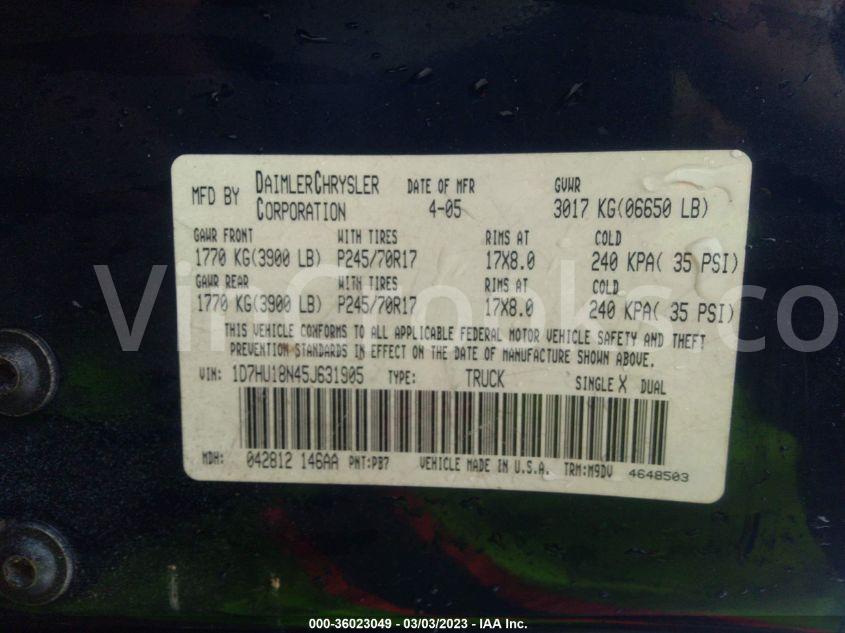 MFD BY DAIMLERCHRYSLER CORPORATION DATE OF MFR 4-05 GVWR 3017 KG(06650 LB)
GAWR FRONT WITH TIRES RIMS AT COLD
1770 KG(3900 LB) P245/70R17 17X8.0 240 KPA( 35 PSI)
GAWR REAR WITH TIRES RIMS AT COLD
1770 KG(3900 LB) P245/70R17 17X8.0 240 KPA( 35 PSI)
THIS VEHICLE CONFORMS TO ALL APPLICABLE FEDERAL MOTOR VEHICLE SAFETY AND THEFT
PREVENTION STANDARDS IN EFFECT ON THE DATE OF MANUFACTURE SHOWN ABOVE.
VIN: 1D7HU18N45J631905 TYPE: TRUCK SINGLE X DUAL
MDH: 042812 146AA PNT:PB7 VEHICLE MADE IN U.S.A. TRM:M9DV 4648503
000-36023049 - 03/03/2023 - IAA Inc.